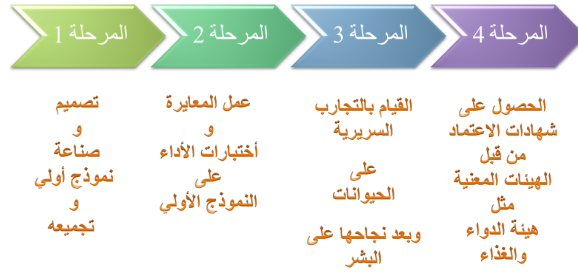 المرحلة 1
تصميم
و
صناعة
نموذج أولي
و
تجميعه
المرحلة 2
عمل المعايرة
و
أختبارات الأداء
على
النموذج الأولي
المرحلة 3
القيام بالتجارب
السريرية
على
الحيوانات
وبعد نجاحها على
البشر
المرحلة 4
الحصول على
شهادات الاعتماد
من قبل
الهيئات المعنية
مثل
هيئة الدواء
والغذاء